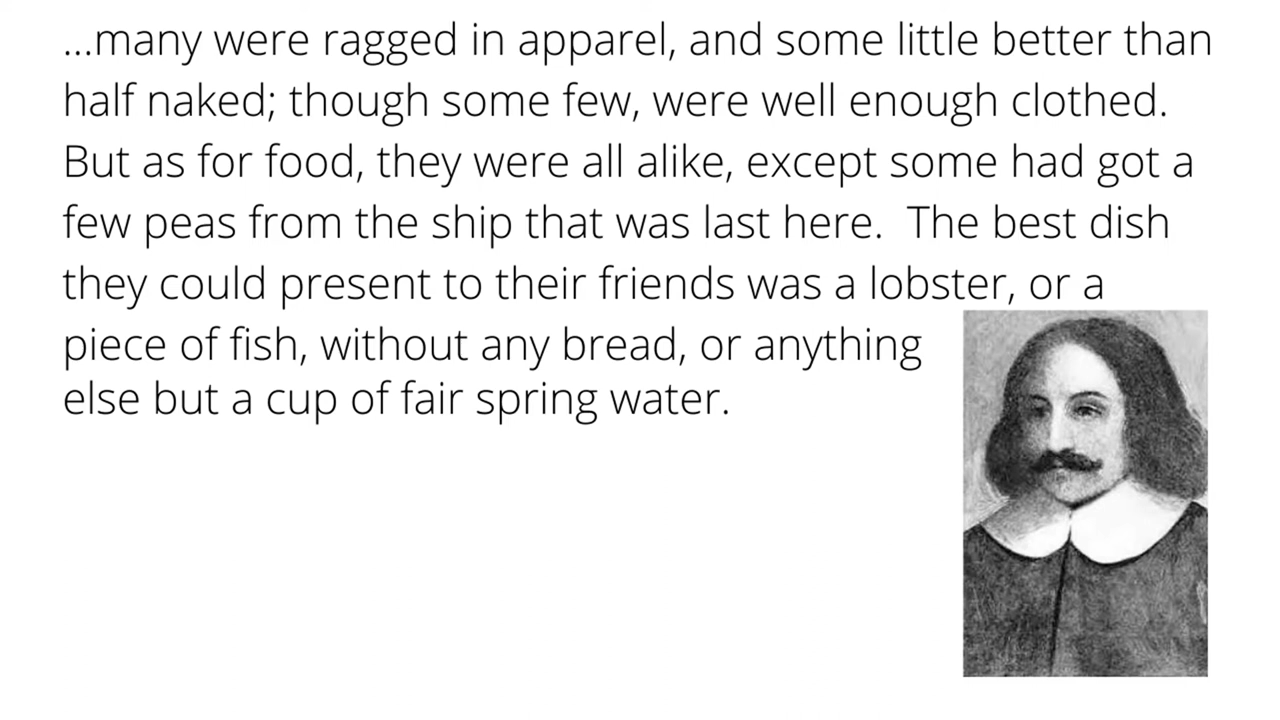 ...many were ragged in apparel, and some little better than
half naked; though some few, were well enough clothed.
But as for food, they were all alike, except some had got a
few peas from the ship that was last here.  The best dish
they could present to their friends was a lobster, or a
piece of fish, without any bread, or anything
else but a cup of fair spring water.